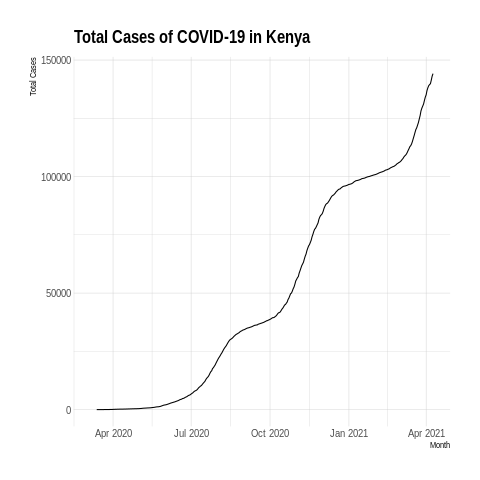 Total Cases of COVID-19 in Kenya
Total Cases
150000
100000
50000
0
Apr 2020 Jul 2020 Oct 2020 Jan 2021 Apr 2021
Month